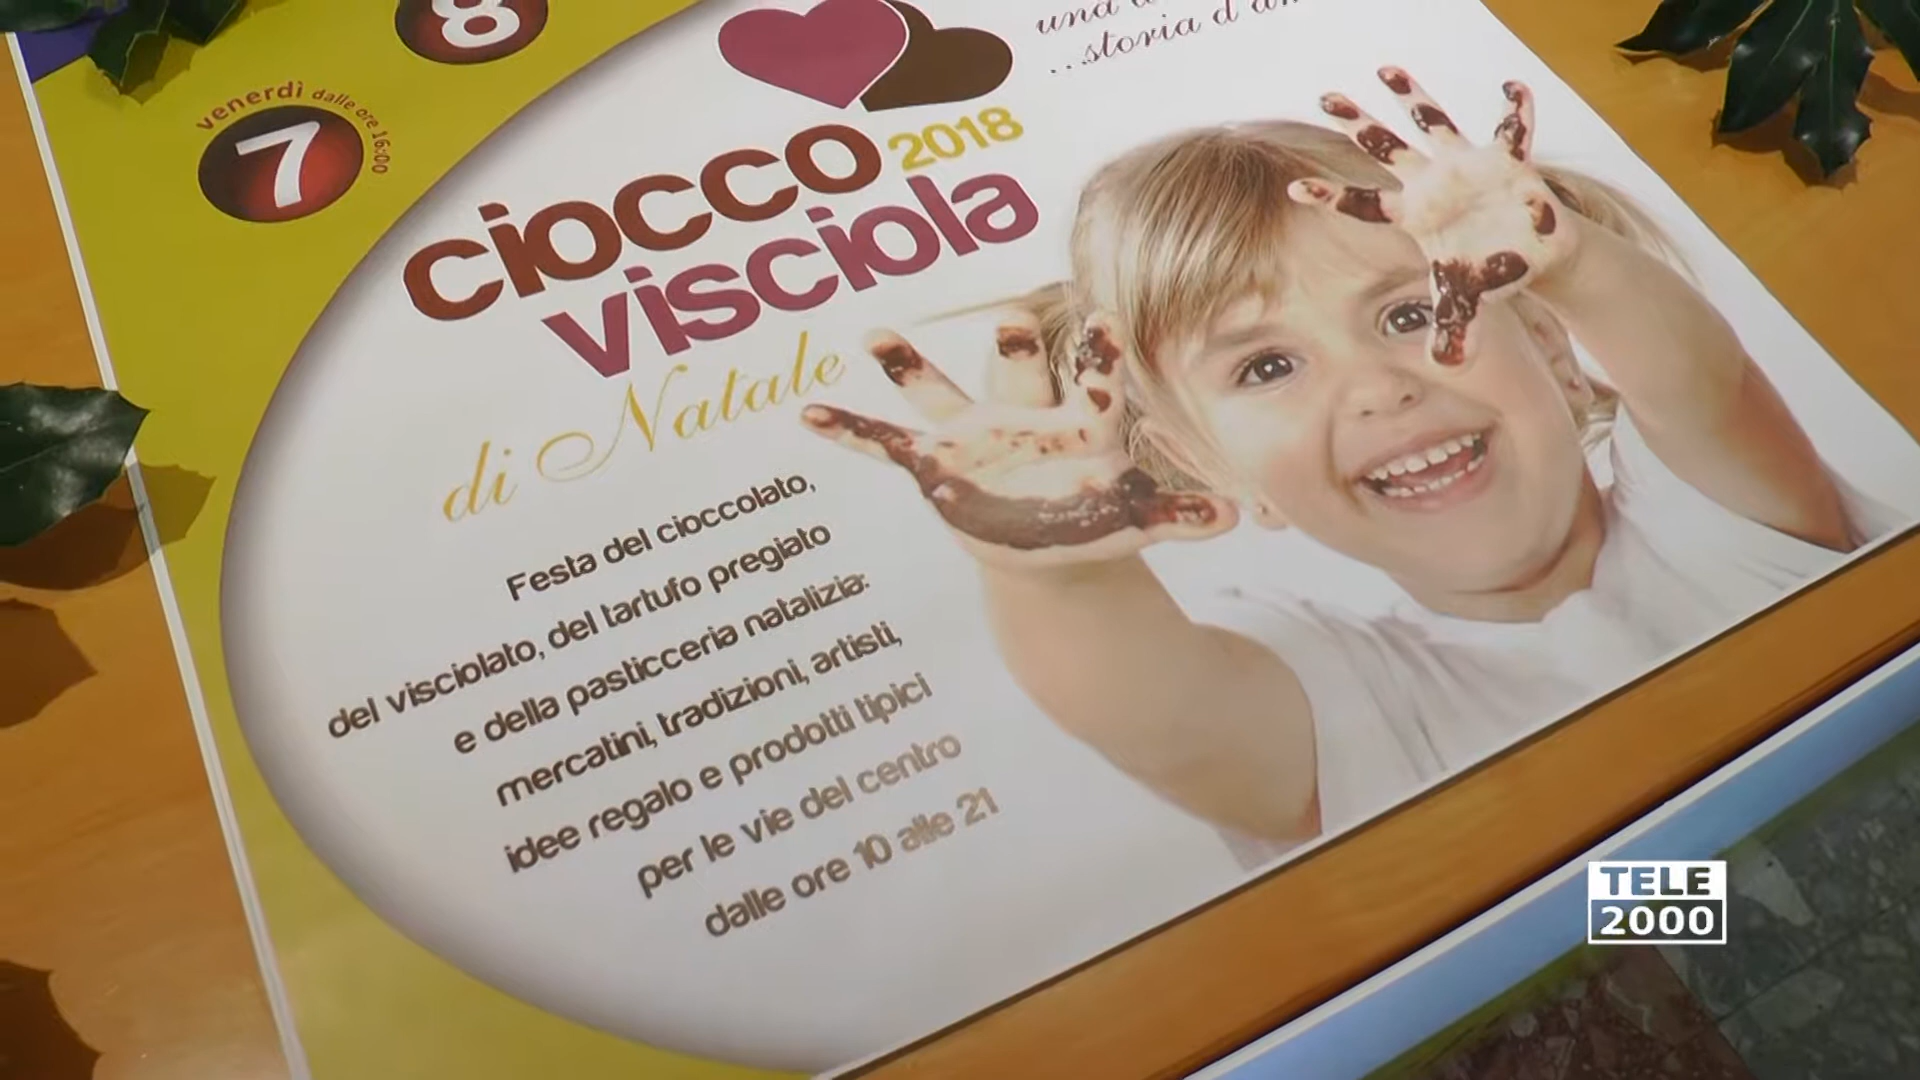 8
venerdì dalle ore 16:00
7
una
...storia d'
ciocco 2018
visciola
di Natale
Festa del cioccolato,
del visciolato, del tartufo pregiato
e della pasticceria natalizia:
mercatini, tradizioni, artisti,
idee regalo e prodotti tipici
per le vie del centro
dalle ore 10 alle 21
TELE
2000